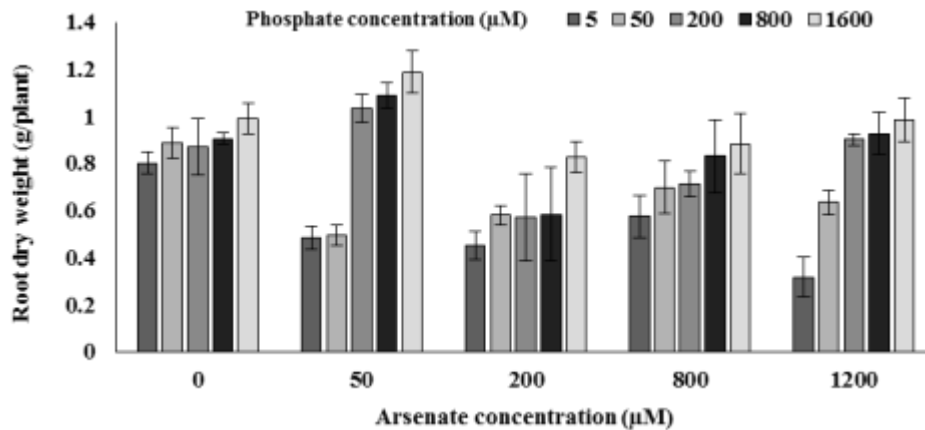 Phosphate concentration (µM) 5 50 200 800 1600
1.4
1.2
1
0.8
0.6
0.4
0.2
0
Root dry weight (g/plant)
0 50 200 800 1200
Arsenate concentration (µM)